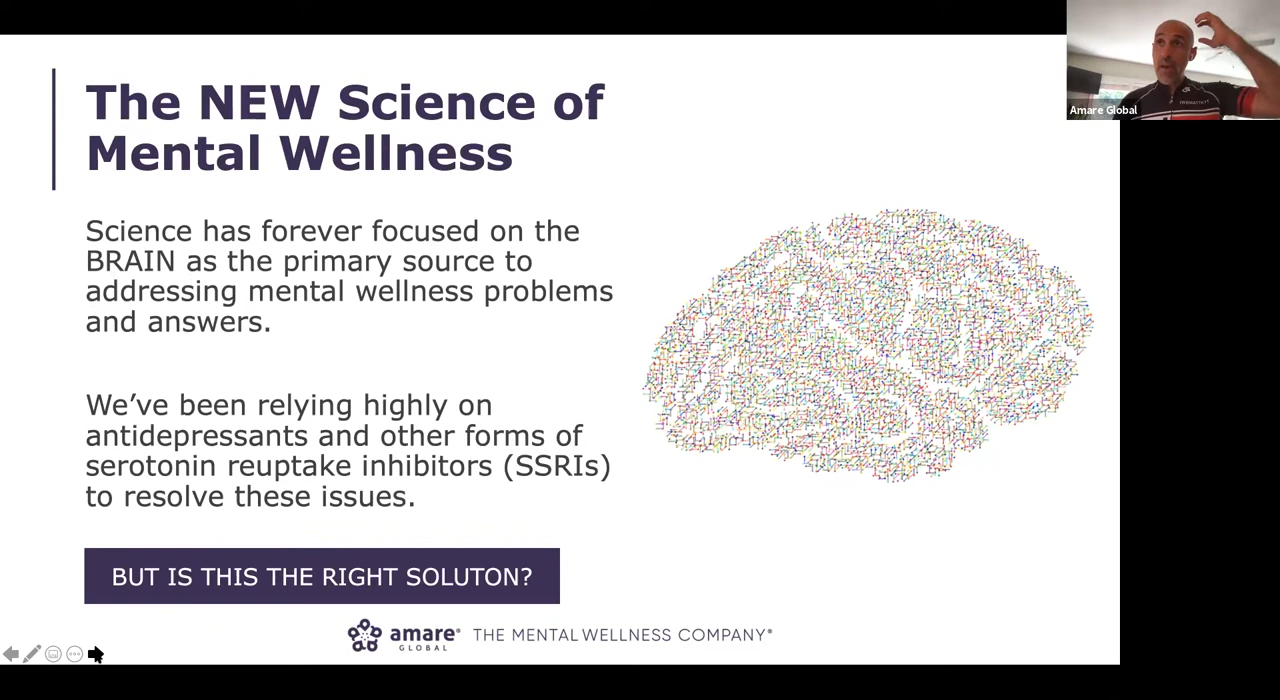 The NEW Science of
Mental Wellness
Science has forever focused on the
BRAIN as the primary source to
addressing mental wellness problems
and answers.
We’ve been relying highly on
antidepressants and other forms of
serotonin reuptake inhibitors (SSRIs)
to resolve these issues.
BUT IS THIS THE RIGHT SOLUTON?
amare® THE MENTAL WELLNESS COMPANY®
GLOBAL
Amare Global